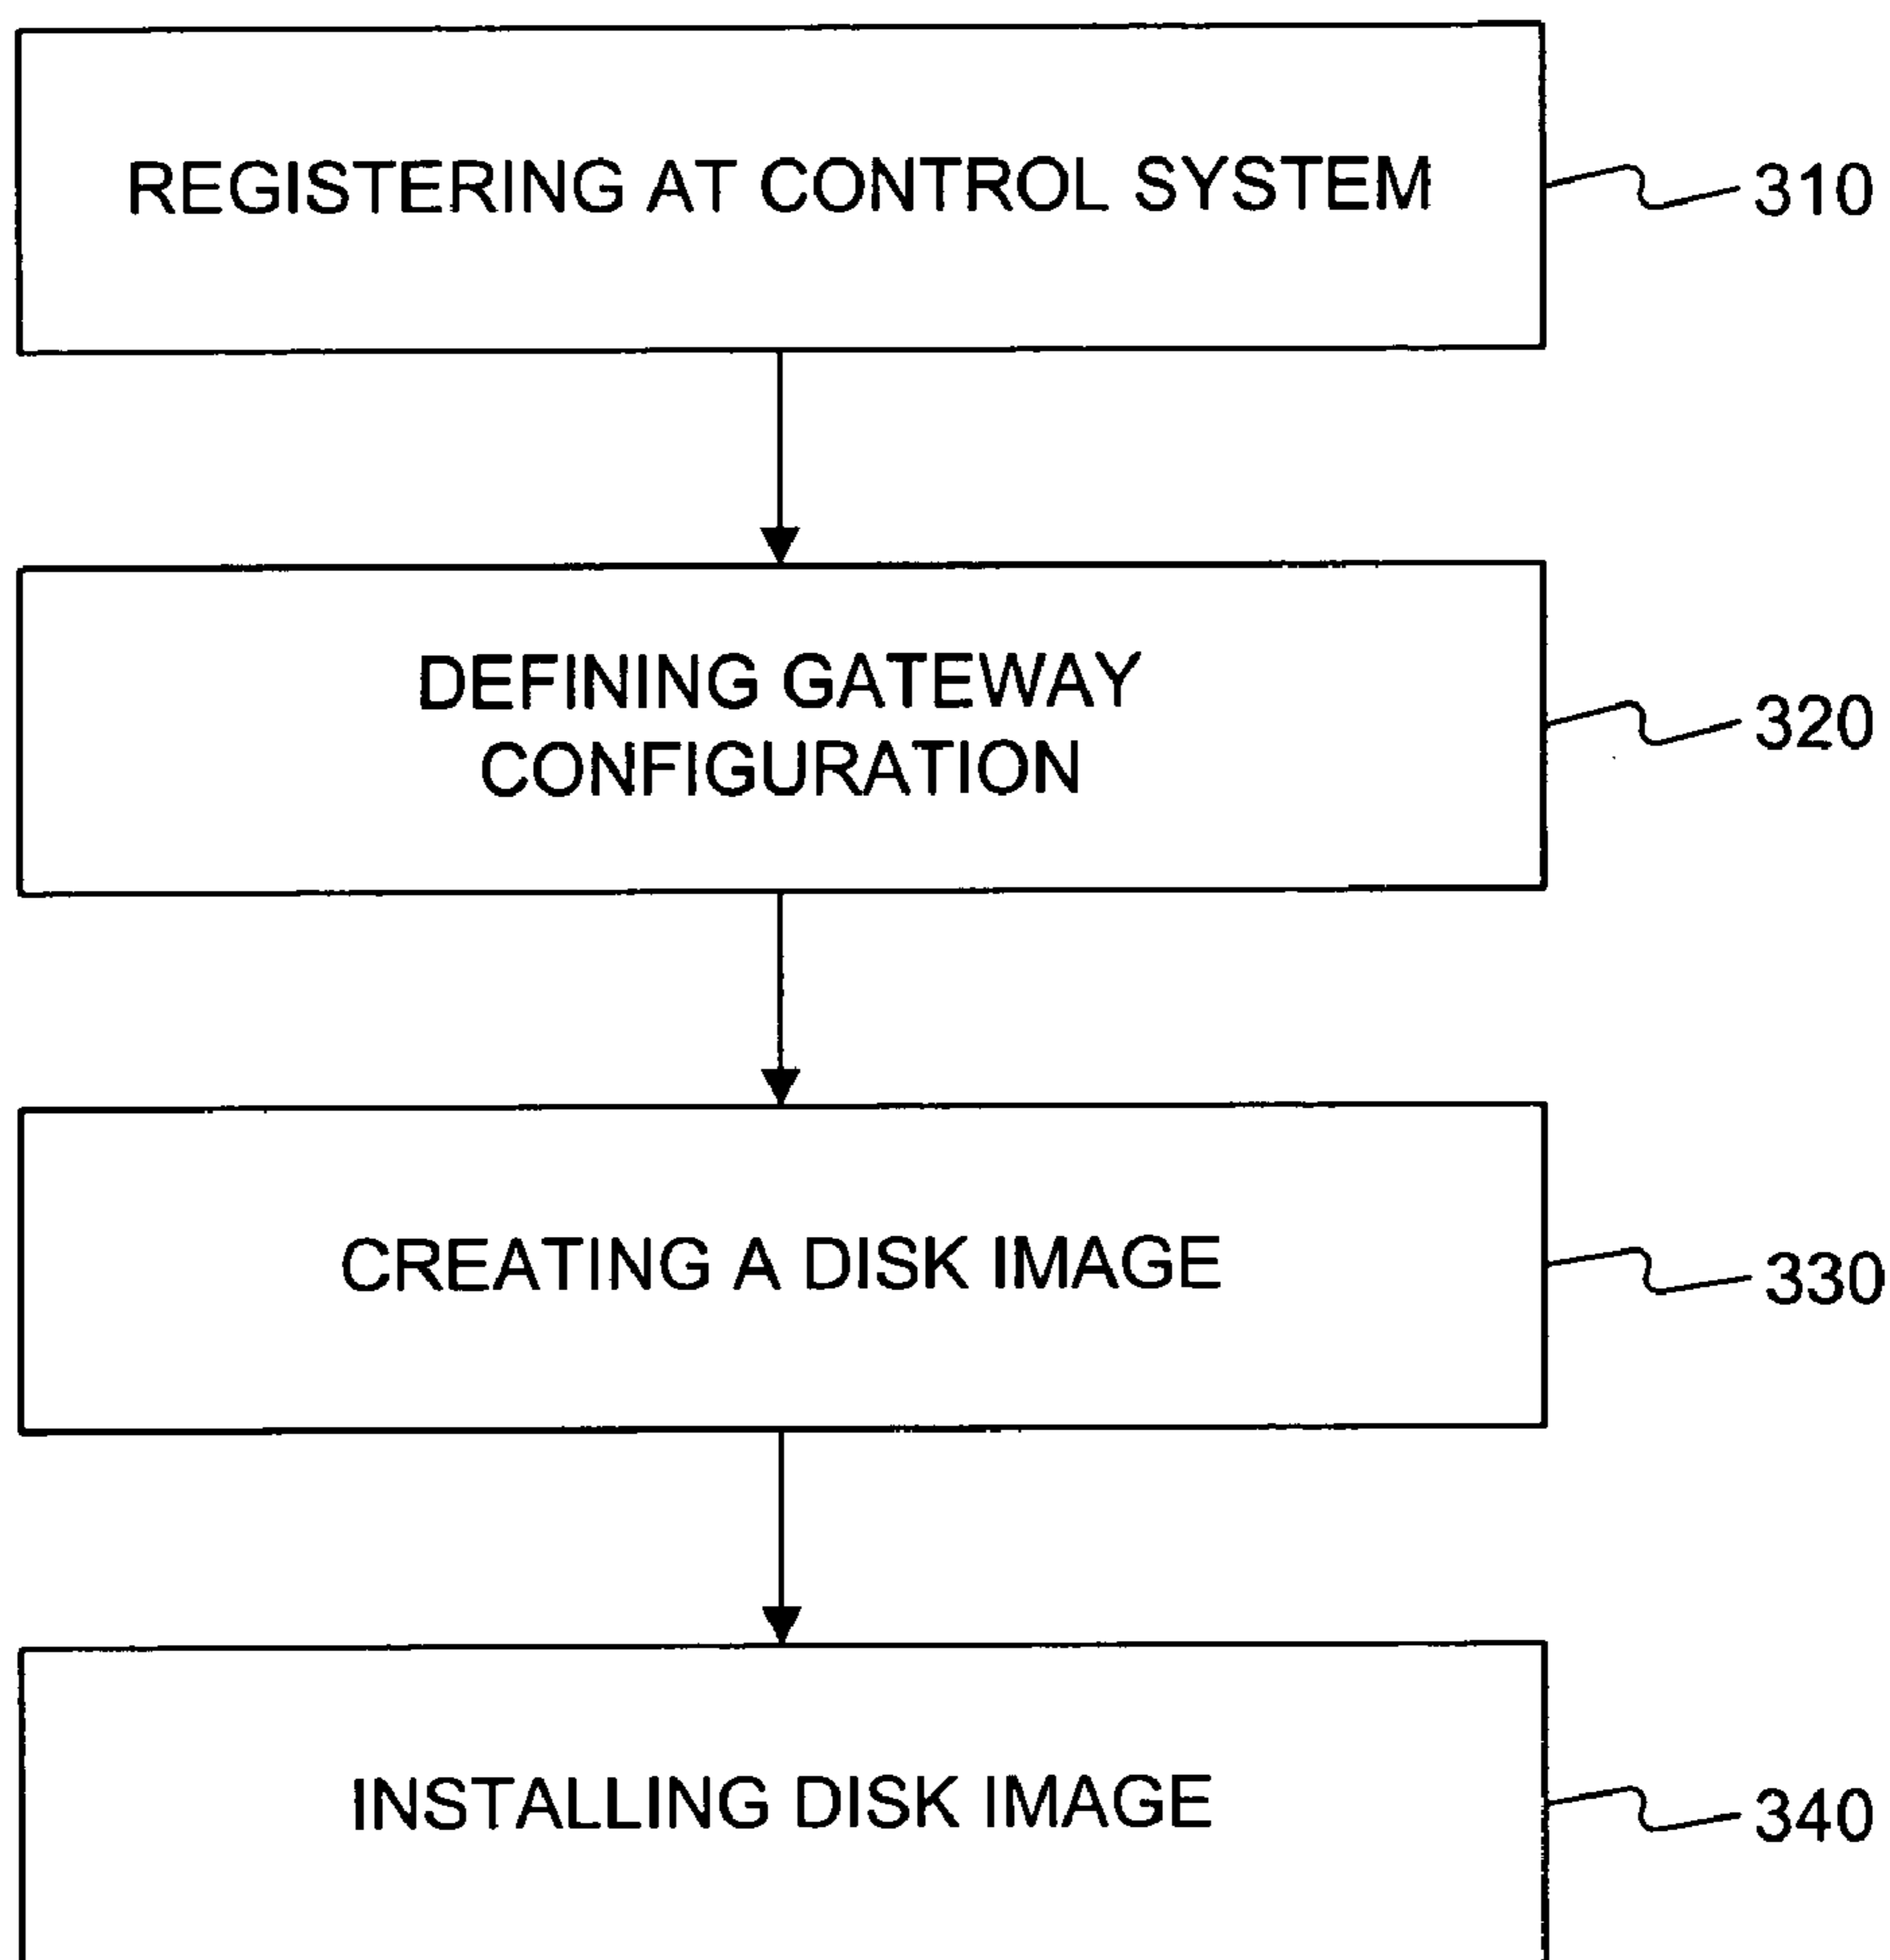 REGISTERING AT CONTROL SYSTEM
310
DEFINING GATEWAY
CONFIGURATION
320
CREATING A DISK IMAGE
330
INSTALLING DISK IMAGE
340